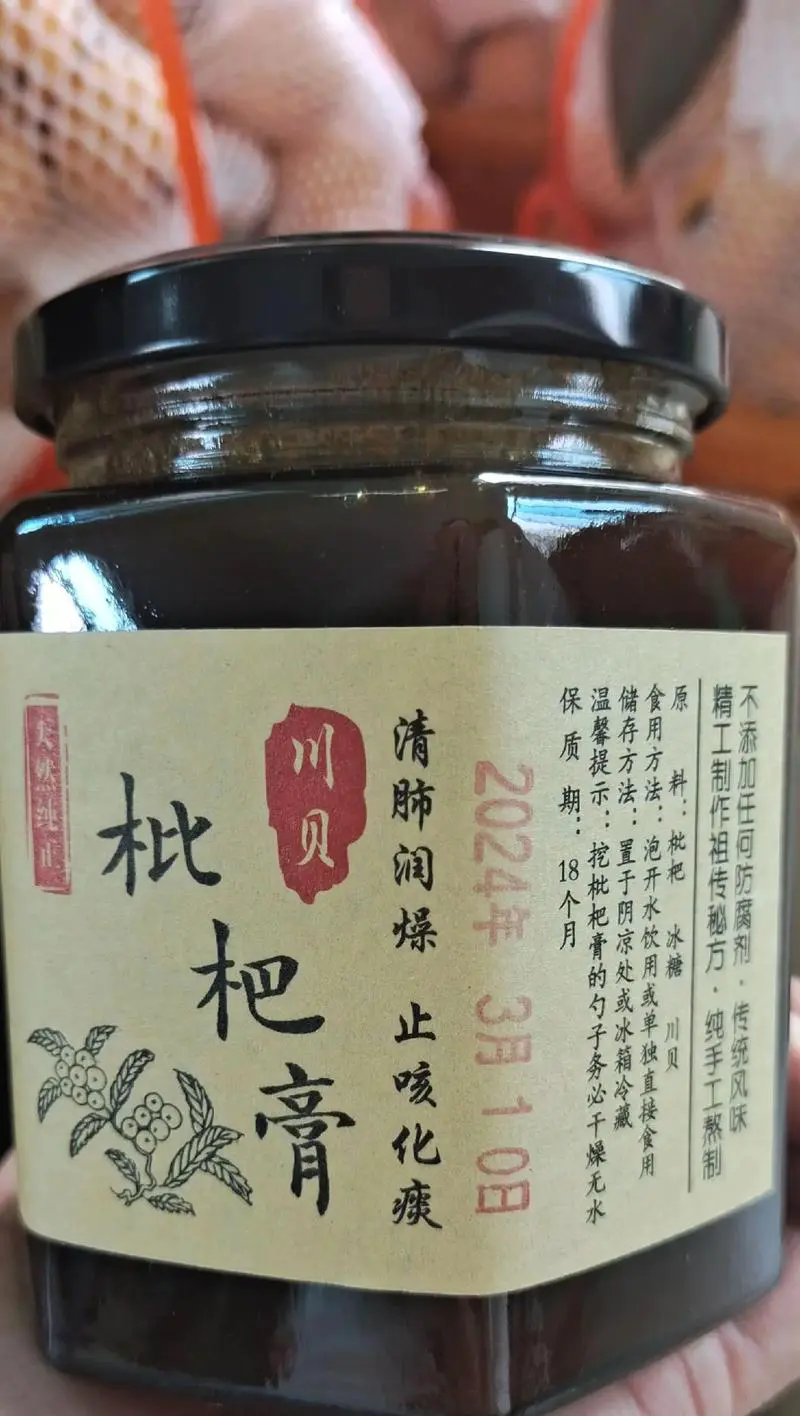 天然纯正
川贝
枇杷膏
清肺润燥 止咳化痰
2024年 3月10日
不添加任何防腐剂·传统风味
精工制作祖传秘方·纯手工熬制
原料：枇杷 冰糖 川贝
食用方法：泡开水饮用或单独直接食用
储存方法：置于阴凉处或冰箱冷藏
温馨提示：挖枇杷膏的勺子务必干燥无水
保质期：18个月